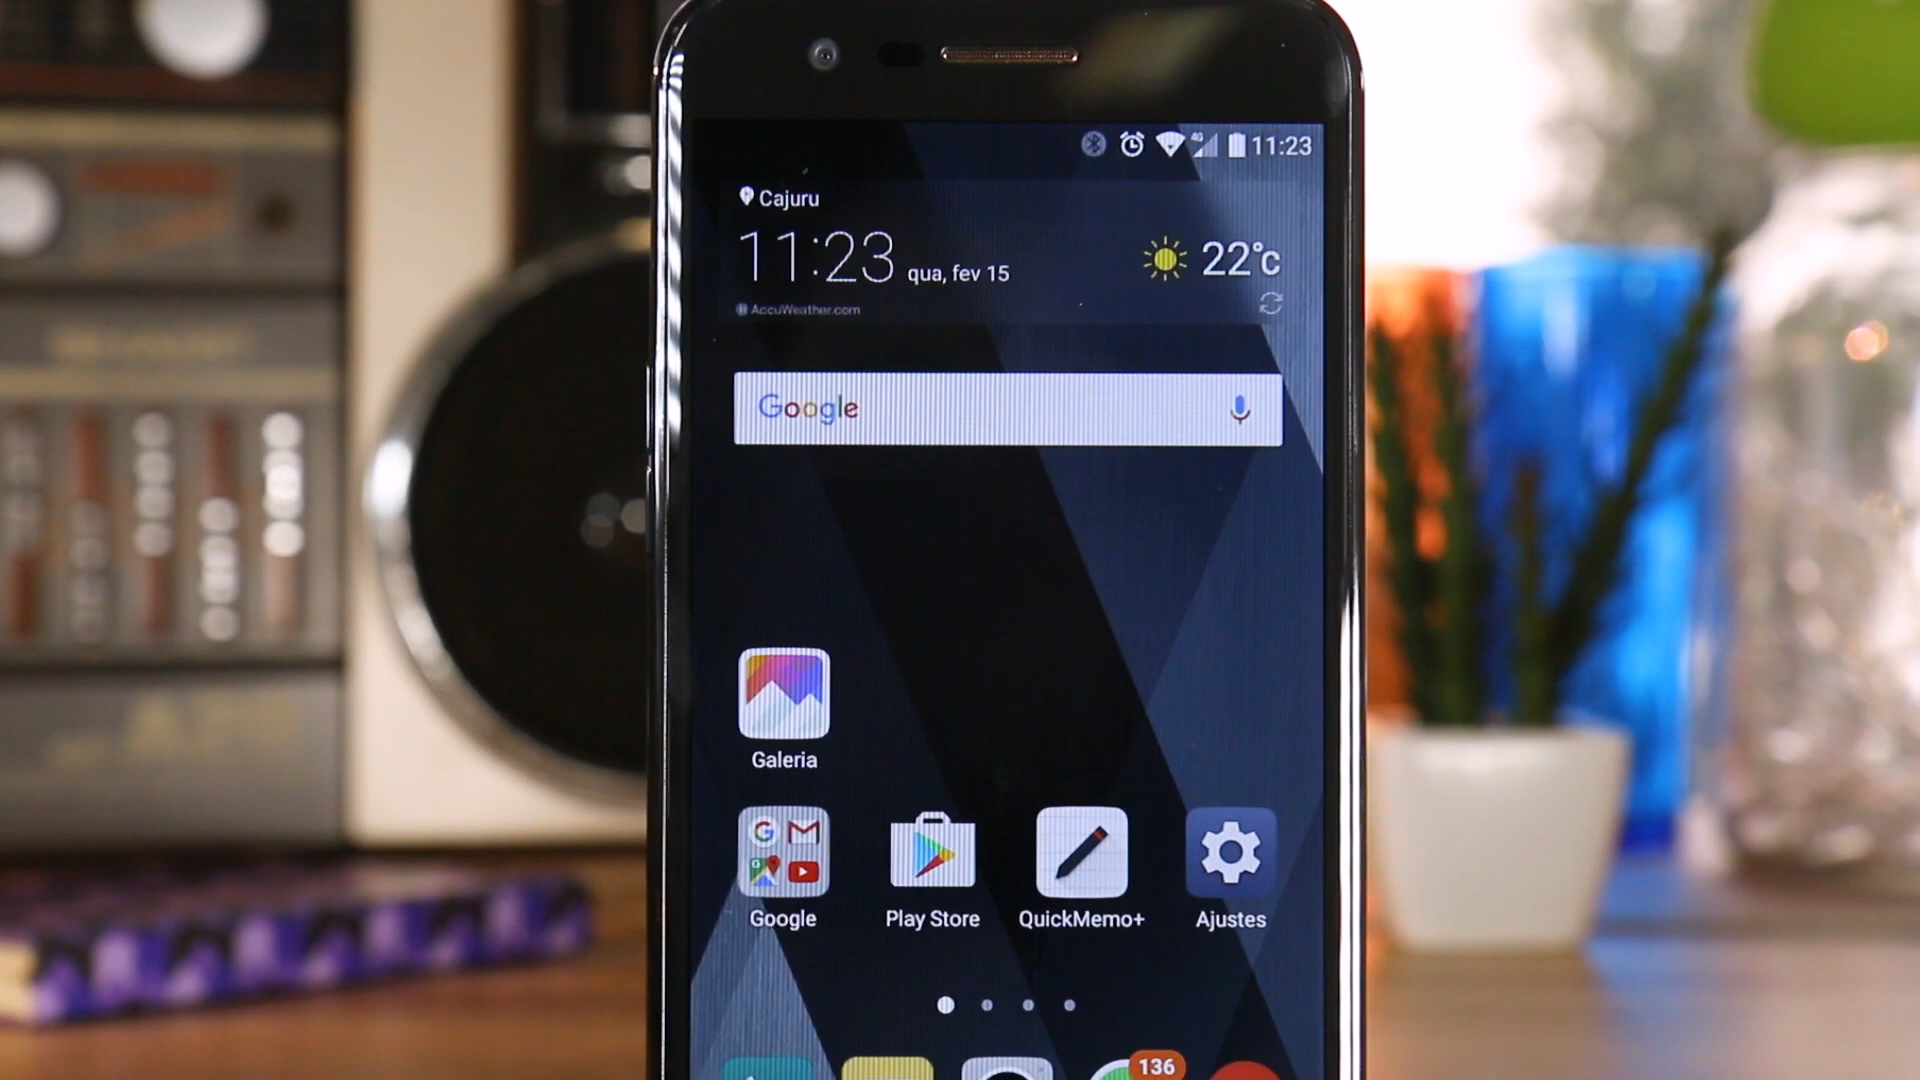 4G 11:23
Cajuru
11:23 qua, fev 15
22°C
AccuWeather.com
Google
Galeria
Google Play Store QuickMemo+ Ajustes
136